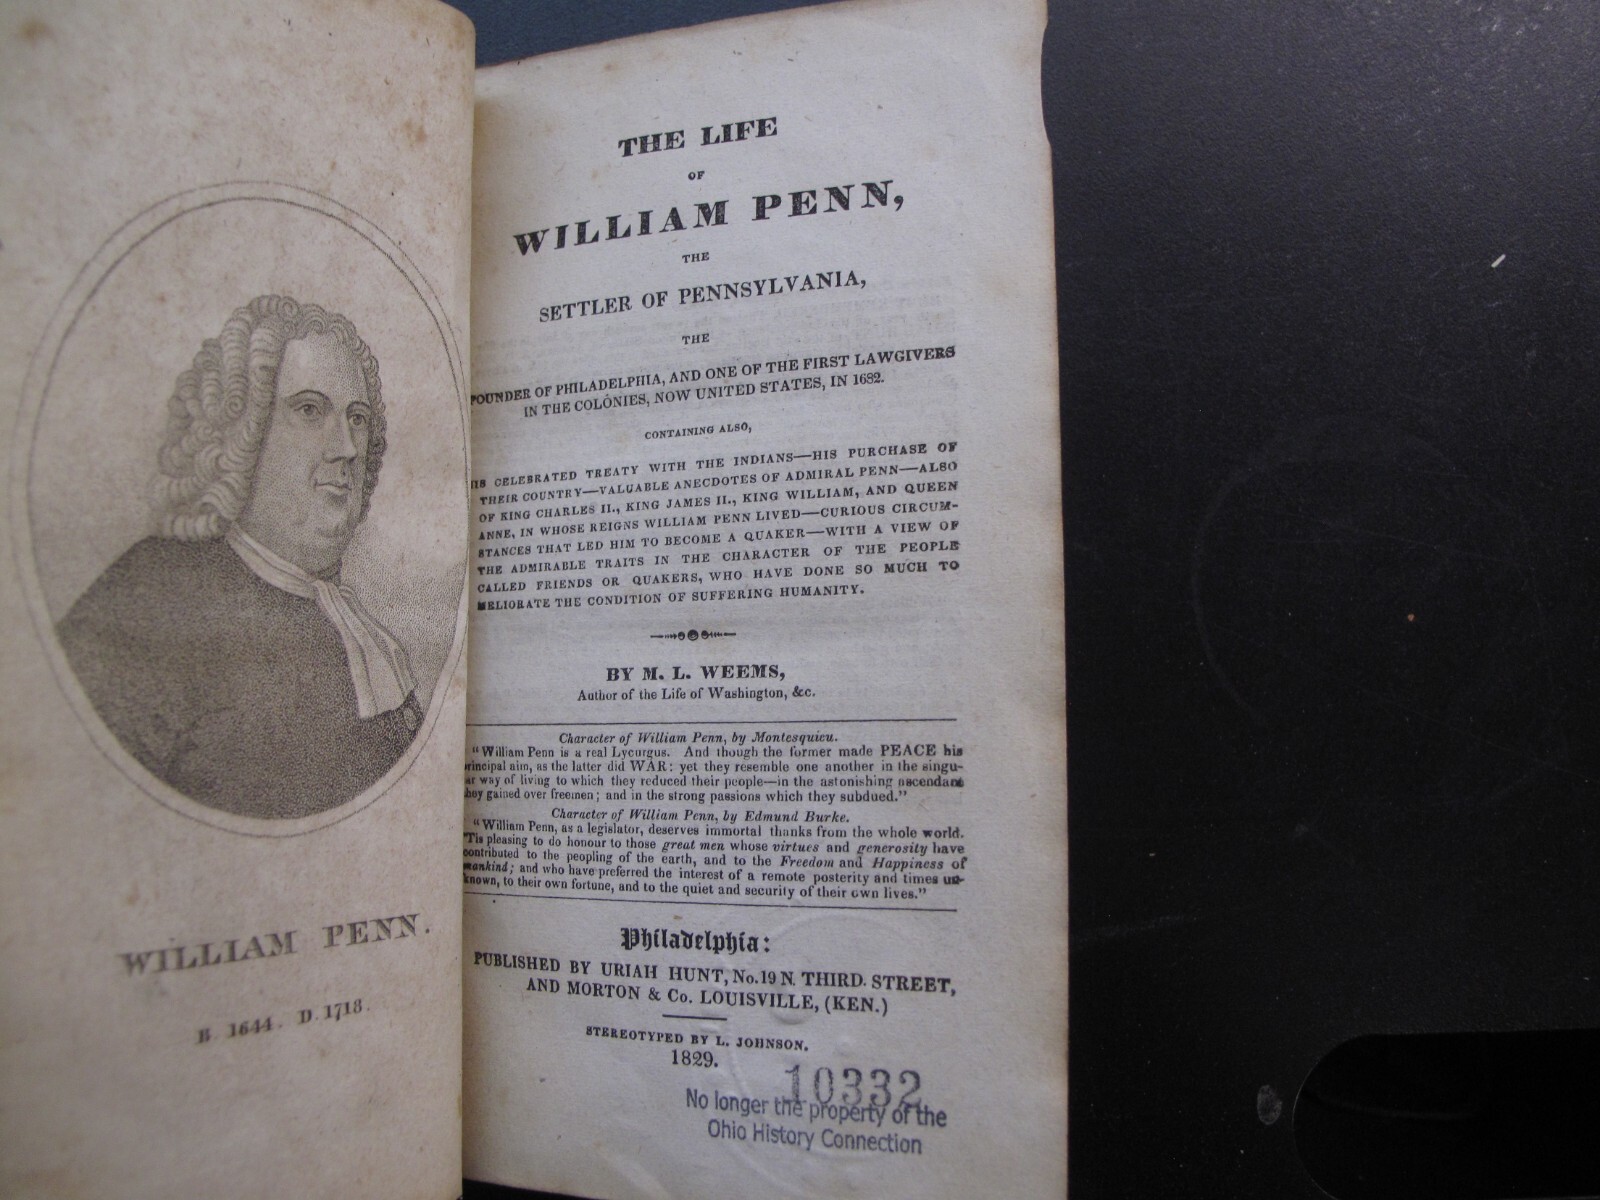 WILLIAM PENN.
B. 1644. D. 1718.
THE LIFE
OF
WILLIAM PENN,
THE
SETTLER OF PENNSYLVANIA,
THE
FOUNDER OF PHILADELPHIA, AND ONE OF THE FIRST LAWGIVERS
IN THE COLONIES, NOW UNITED STATES, IN 1682.
CONTAINING ALSO,
HIS CELEBRATED TREATY WITH THE INDIANS—HIS PURCHASE OF
THEIR COUNTRY—VALUABLE ANECDOTES OF ADMIRAL PENN—ALSO
OF KING CHARLES II., KING JAMES II., KING WILLIAM, AND QUEEN
ANNE, IN WHOSE REIGNS WILLIAM PENN LIVED—CURIOUS CIRCUM-
STANCES THAT LED HIM TO BECOME A QUAKER—WITH A VIEW OF
THE ADMIRABLE TRAITS IN THE CHARACTER OF THE PEOPLE
CALLED FRIENDS OR QUAKERS, WHO HAVE DONE SO MUCH TO
MELIORATE THE CONDITION OF SUFFERING HUMANITY.
BY M. L. WEEMS,
Author of the Life of Washington, &c.
Character of William Penn, by Montesquieu.
"William Penn is a real Lycurgus. And though the former made PEACE his
principal aim, as the latter did WAR: yet they resemble one another in the singu-
lar way of living to which they reduced their people—in the astonishing ascendant
they gained over freemen; and in the strong passions which they subdued."
Character of William Penn, by Edmund Burke.
"William Penn, as a legislator, deserves immortal thanks from the whole world.
'Tis pleasing to do honour to those great men whose virtues and generosity have
contributed to the peopling of the earth, and to the Freedom and Happiness of
mankind; and who have preferred the interest of a remote posterity and times un-
known, to their own fortune, and to the quiet and security of their own lives."
Philadelphia:
PUBLISHED BY URIAH HUNT, No. 19 N. THIRD. STREET,
AND MORTON & Co. LOUISVILLE, (KEN.)
STEREOTYPED BY L. JOHNSON.
1829.
10332
No longer the property of the
Ohio History Connection